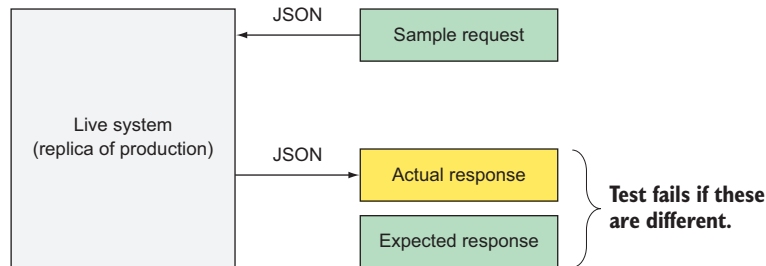 JSON
Sample request
Live system
(replica of production)
JSON
Actual response
Test fails if these
are different.
Expected response